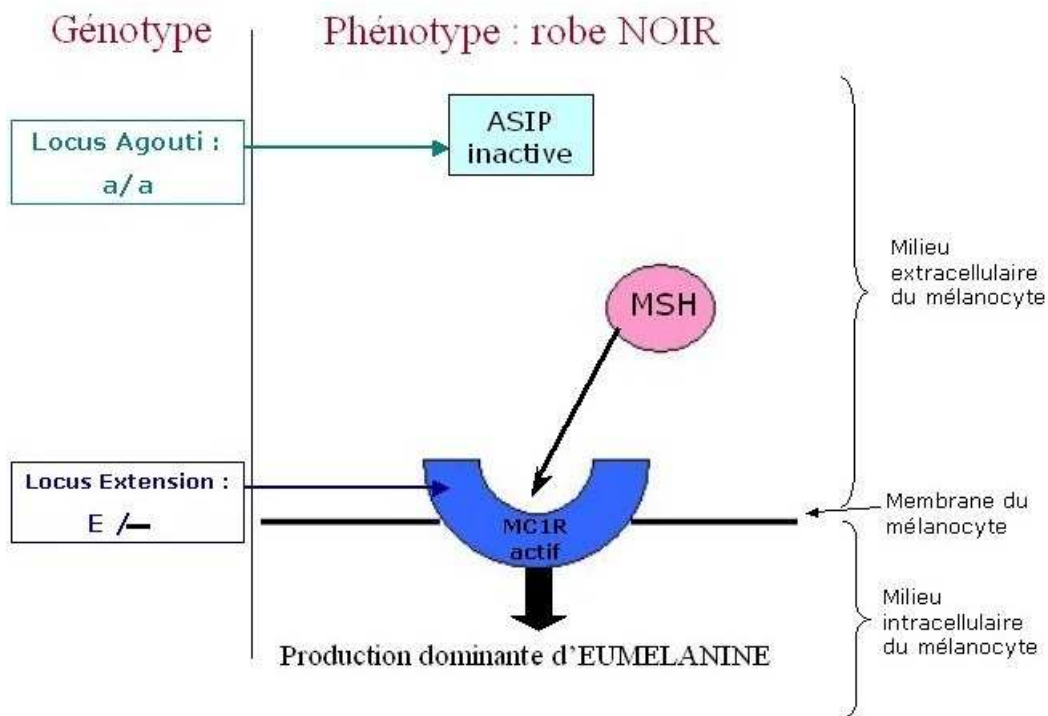 Génotype
Phénotype : robe NOIR
Locus Agouti :
a/a
ASIP
inactive
MSH
Milieu
extracellulaire
du mélanocyte
Locus Extension :
E /–
MC1R
actif
Membrane du
mélanocyte
Milieu
intracellulaire
du mélanocyte
Production dominante d'EUMELANINE